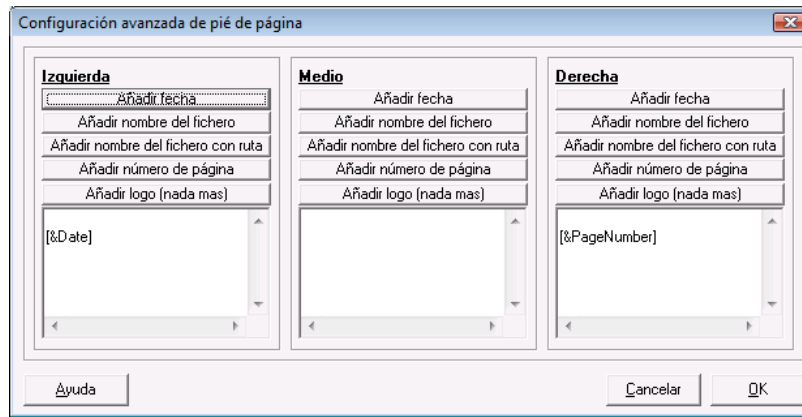 Configuración avanzada de pié de página
Izquierda
Añadir fecha
Añadir nombre del fichero
Añadir nombre del fichero con ruta
Añadir número de página
Añadir logo (nada mas)
[&Date]
Medio
Añadir fecha
Añadir nombre del fichero
Añadir nombre del fichero con ruta
Añadir número de página
Añadir logo (nada mas)
Derecha
Añadir fecha
Añadir nombre del fichero
Añadir nombre del fichero con ruta
Añadir número de página
Añadir logo (nada mas)
[&PageNumber]
Ayuda
Cancelar
OK